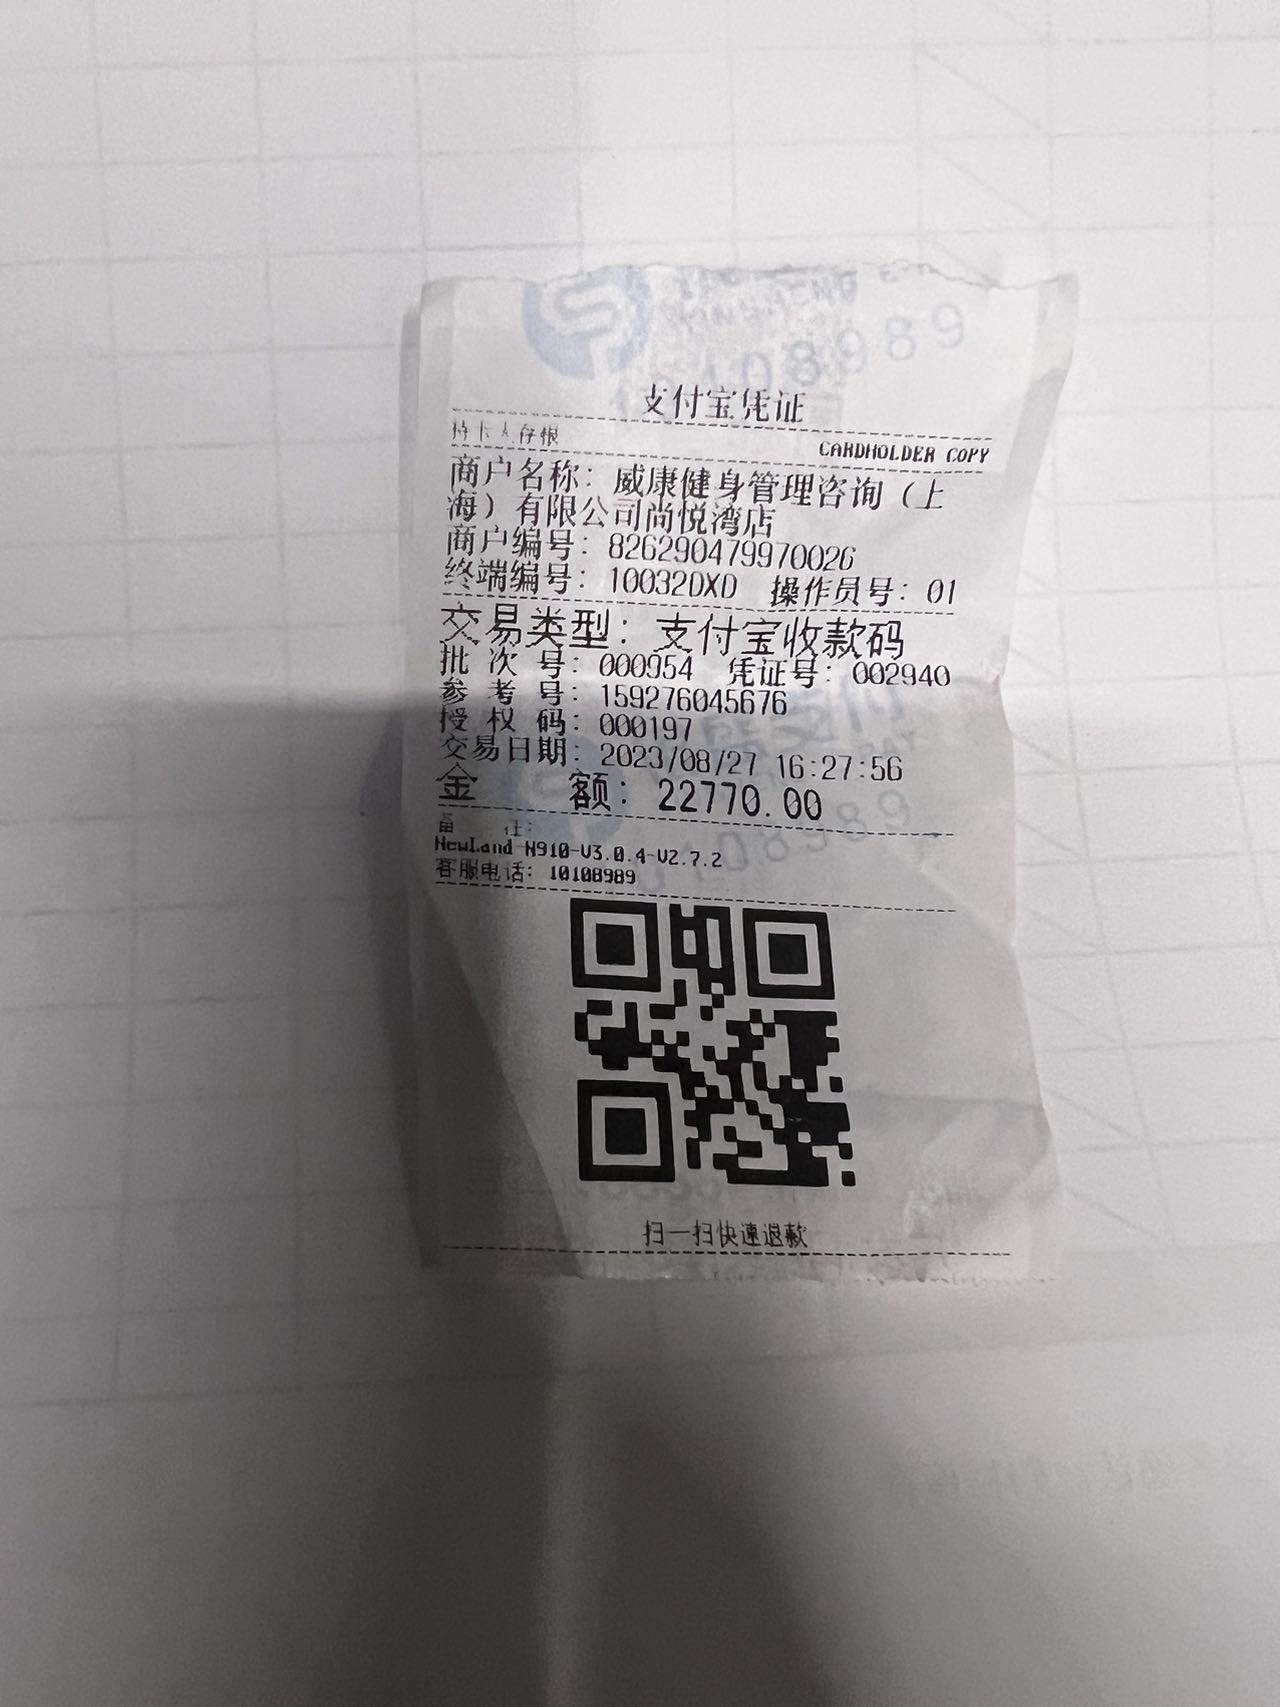 支付宝凭证
持卡人存根 CARDHOLDER COPY
商户名称：威康健身管理咨询（上
海）有限公司尚悦湾店
商户编号：826290479970026
终端编号：10032DXD 操作员号：01
交易类型：支付宝收款码
批次号：000954 凭证号：002940
参考号：159276045676
授权码：000197
交易日期：2023/08/27 16:27:56
金额：22770.00
备注：
NewLand-N910-V3.0.4-V2.7.2
客服电话：10108989
扫一扫快速退款